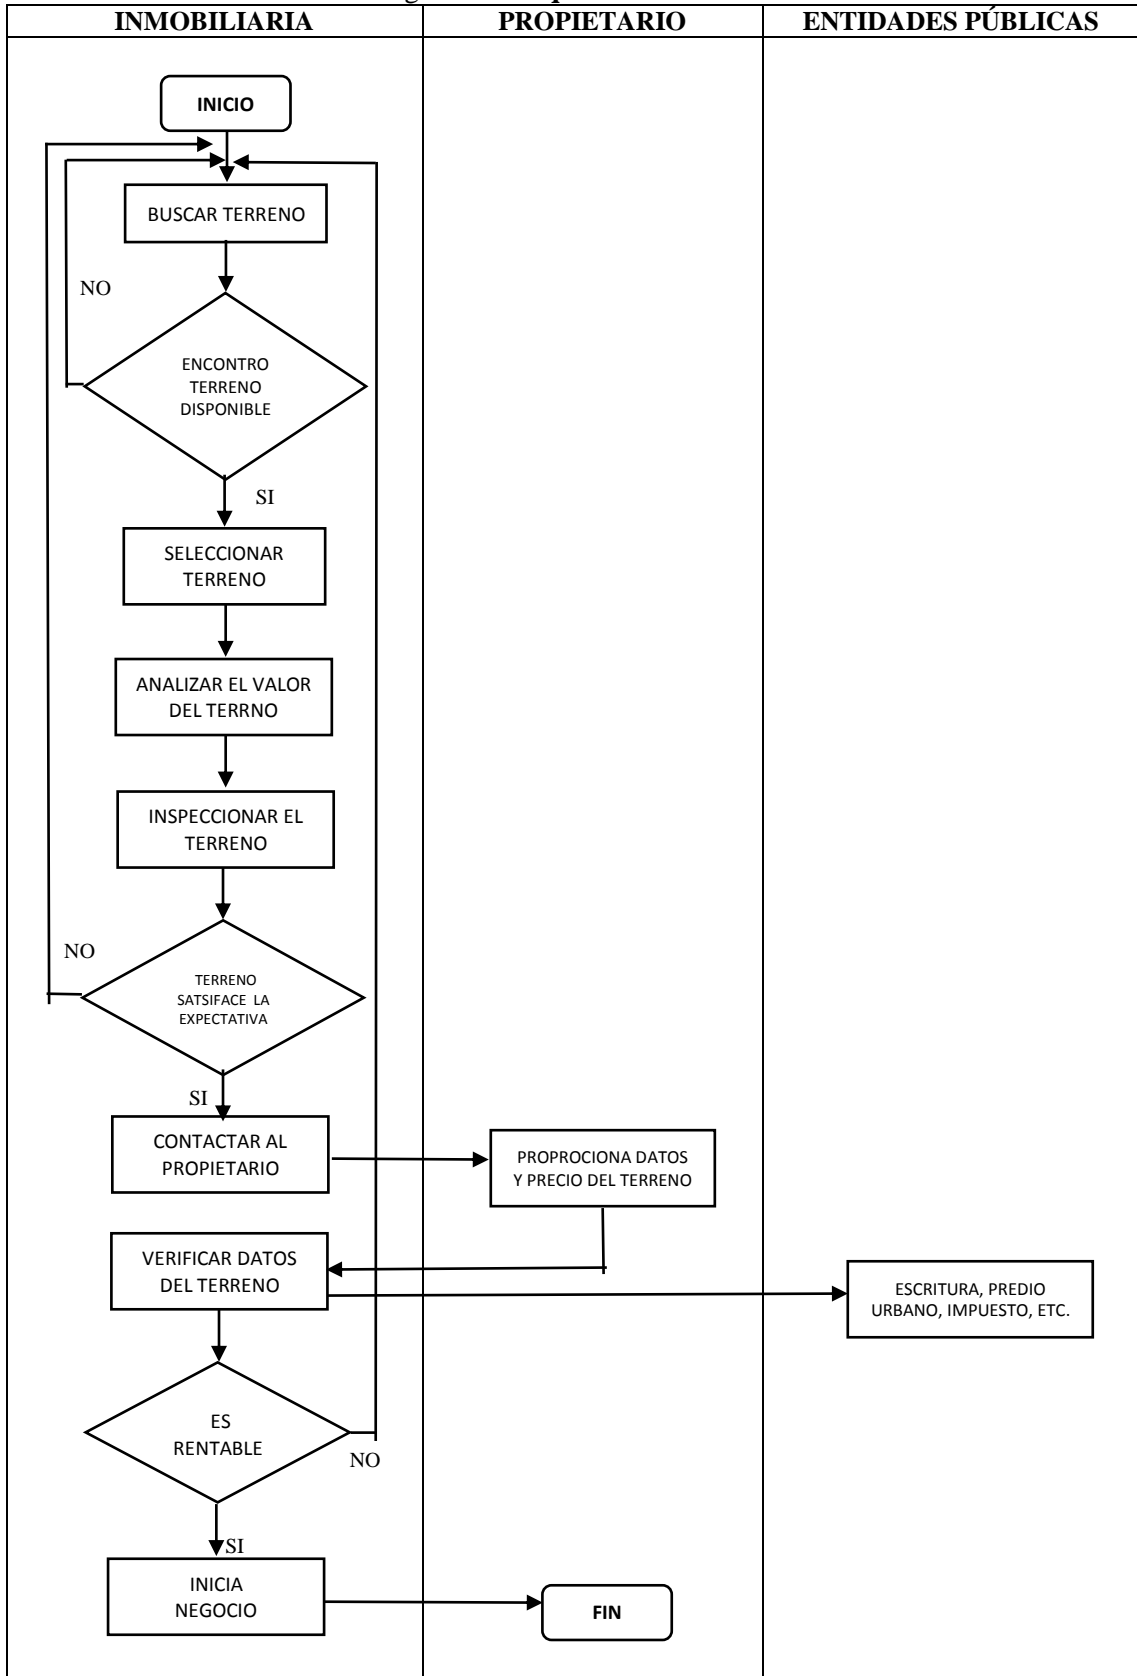 INMOBILIARIA
PROPIETARIO
ENTIDADES PÚBLICAS
INICIO
BUSCAR TERRENO
NO
ENCONTRO
TERRENO
DISPONIBLE
SI
SELECCIONAR
TERRENO
ANALIZAR EL VALOR
DEL TERRNO
INSPECCIONAR EL
TERRENO
NO
TERRENO
SATSIFACE LA
EXPECTATIVA
SI
CONTACTAR AL
PROPIETARIO
PROPROCIONA DATOS
Y PRECIO DEL TERRENO
VERIFICAR DATOS
DEL TERRENO
ESCRITURA, PREDIO
URBANO, IMPUESTO, ETC.
ES
RENTABLE
NO
SI
INICIA
NEGOCIO
FIN